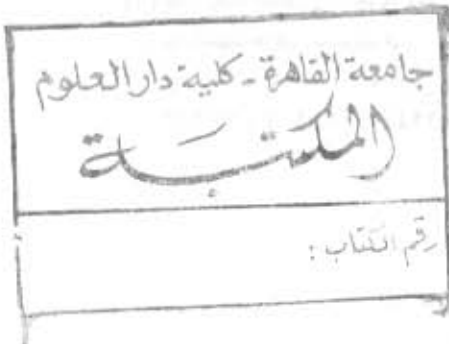 جامعة القاهرة - كلية دار العلوم
المكتبة
رقم الكتاب :